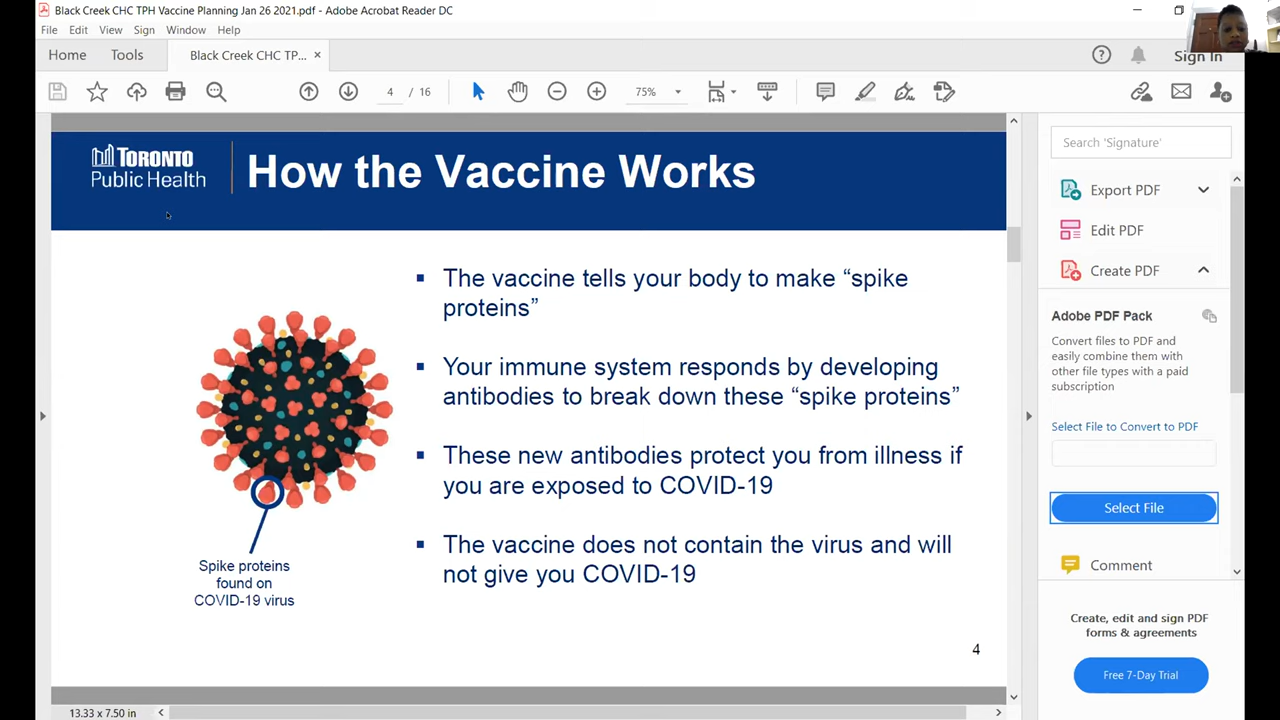 Black Creek CHC TPH Vaccine Planning Jan 26 2021.pdf - Adobe Acrobat Reader DC
File Edit View Sign Window Help
Home Tools Black Creek CHC TP... ×
Sign In
4 / 16
75%
TORONTO
Public Health
How the Vaccine Works
▪ The vaccine tells your body to make “spike
proteins”
▪ Your immune system responds by developing
antibodies to break down these “spike proteins”
▪ These new antibodies protect you from illness if
you are exposed to COVID-19
▪ The vaccine does not contain the virus and will
not give you COVID-19
Spike proteins
found on
COVID-19 virus
4
13.33 x 7.50 in
Search 'Signature'
Export PDF
Edit PDF
Create PDF
Adobe PDF Pack
Convert files to PDF and
easily combine them with
other file types with a paid
subscription
Select File to Convert to PDF
Select File
Comment
Create, edit and sign PDF
forms & agreements
Free 7-Day Trial